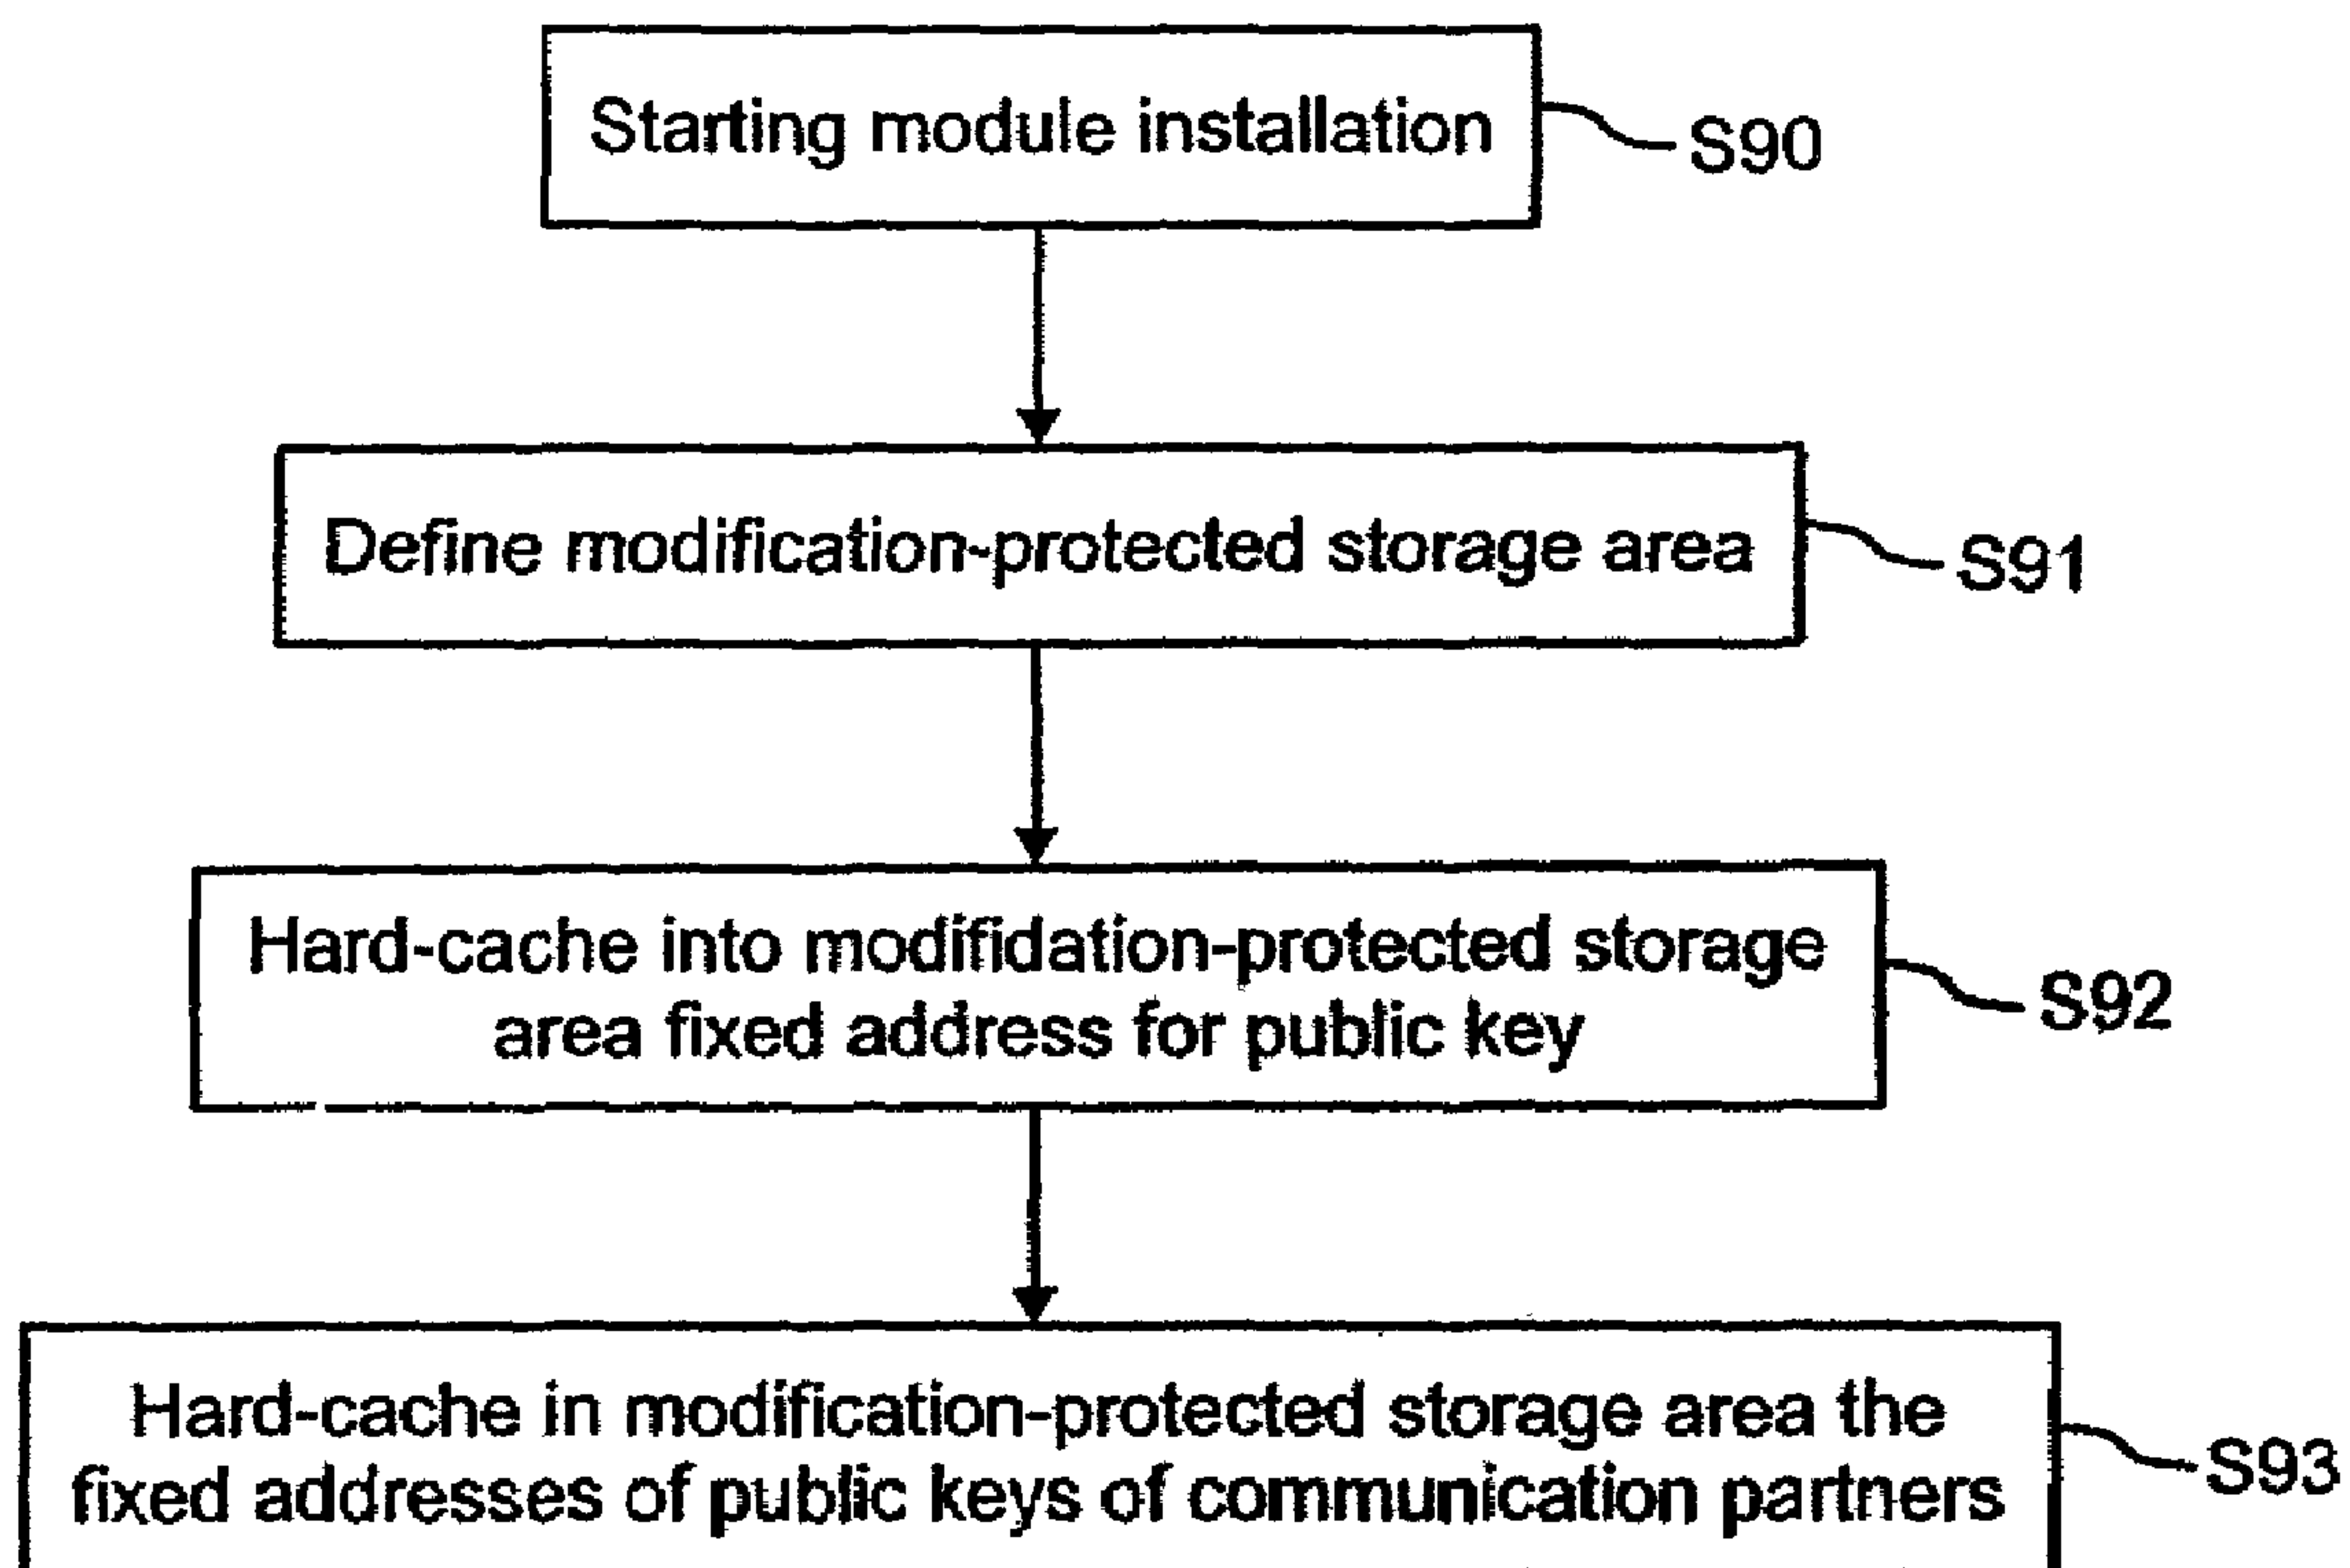 Starting module installation
S90
Define modification-protected storage area
S91
Hard-cache into modifidation-protected storage
area fixed address for public key
S92
Hard-cache in modification-protected storage area the
fixed addresses of public keys of communication partners
S93